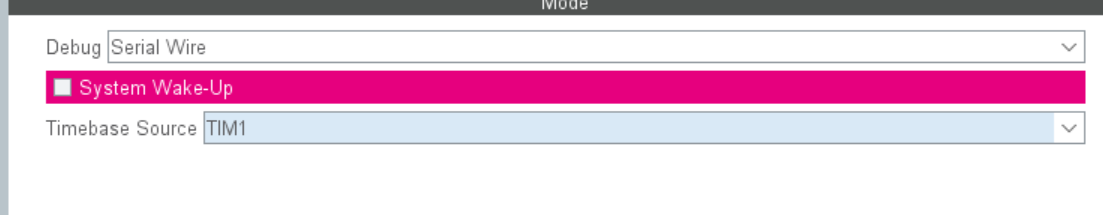 Mode
Debug Serial Wire
System Wake-Up
Timebase Source TIM1